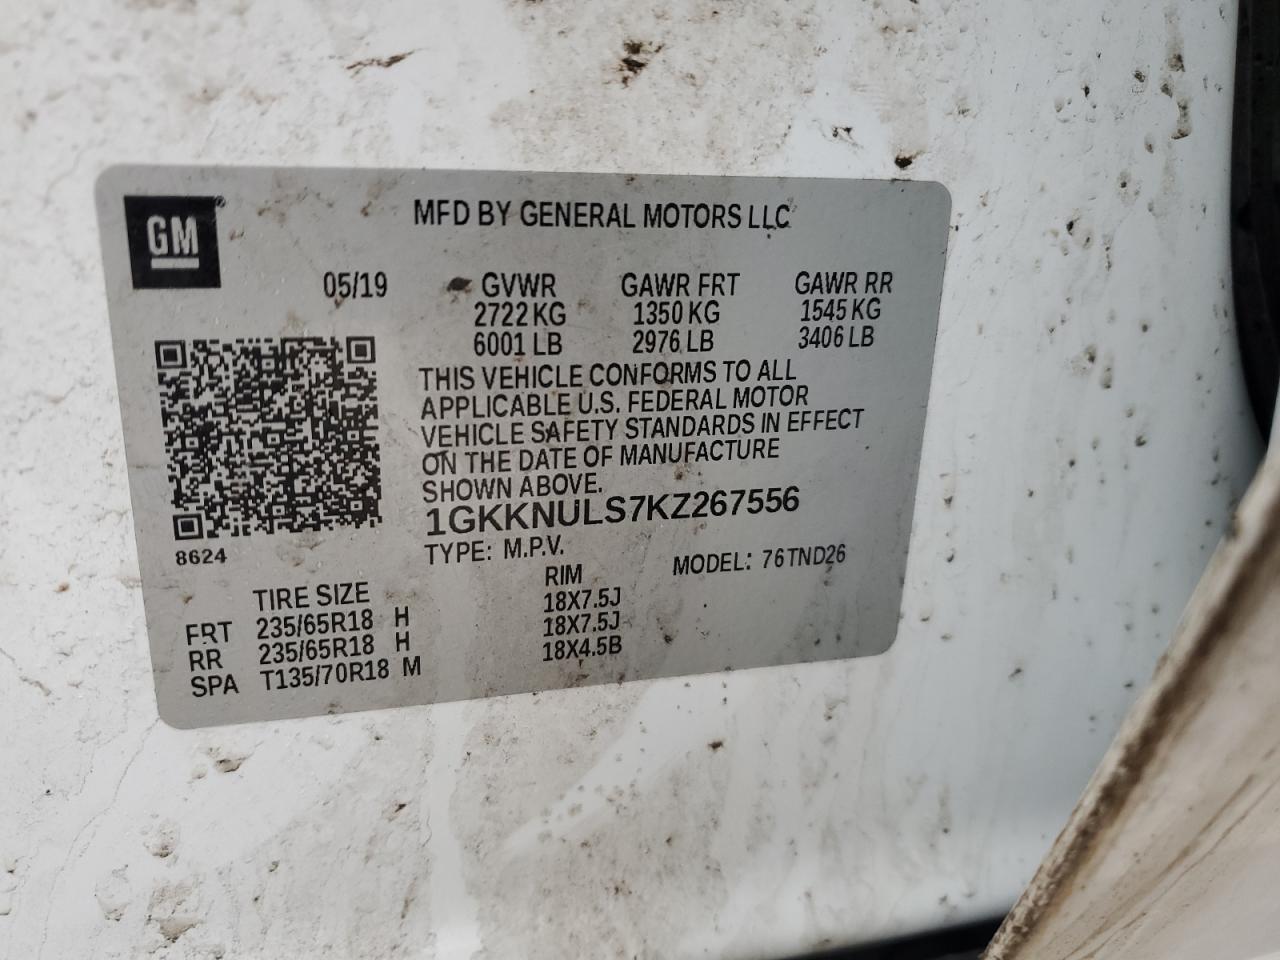 GM®
MFD BY GENERAL MOTORS LLC
05/19 GVWR GAWR FRT GAWR RR
2722 KG 1350 KG 1545 KG
6001 LB 2976 LB 3406 LB
THIS VEHICLE CONFORMS TO ALL
APPLICABLE U.S. FEDERAL MOTOR
VEHICLE SAFETY STANDARDS IN EFFECT
ON THE DATE OF MANUFACTURE
SHOWN ABOVE.
1GKKNULS7KZ267556
8624
TYPE: M.P.V. MODEL: 76TND26
TIRE SIZE RIM
FRT 235/65R18 H 18X7.5J
RR 235/65R18 H 18X7.5J
SPA T135/70R18 M 18X4.5B